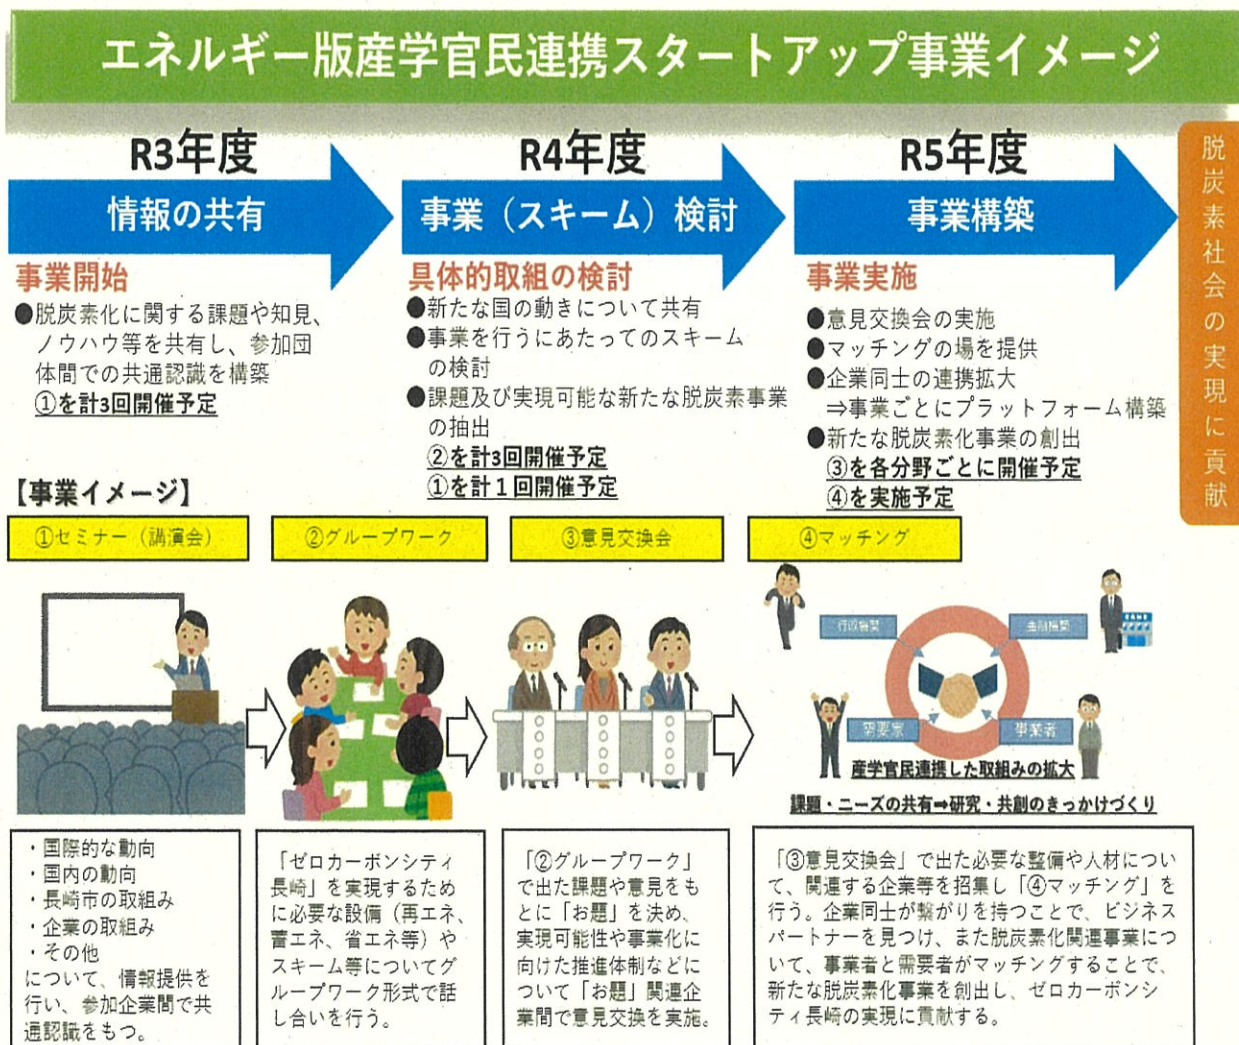 エネルギー版産学官民連携スタートアップ事業イメージ
R3年度
情報の共有
事業開始
●脱炭素化に関する課題や知見、
ノウハウ等を共有し、参加団
体間での共通認識を構築
①を計3回開催予定
R4年度
事業（スキーム）検討
具体的取組の検討
●新たな国の動きについて共有
●事業を行うにあたってのスキーム
の検討
●課題及び実現可能な新たな脱炭素事業
の抽出
②を計3回開催予定
①を計１回開催予定
R5年度
事業構築
事業実施
●意見交換会の実施
●マッチングの場を提供
●企業同士の連携拡大
⇒事業ごとにプラットフォーム構築
●新たな脱炭素化事業の創出
③を各分野ごとに開催予定
④を実施予定
脱炭素社会の実現に貢献
【事業イメージ】
①セミナー（講演会）
②グループワーク
③意見交換会
④マッチング
行政機関
金融機関
BANK
需要家
事業者
産学官民連携した取組みの拡大
課題・ニーズの共有➡研究・共創のきっかけづくり
・国際的な動向
・国内の動向
・長崎市の取組み
・企業の取組み
・その他
について、情報提供を
行い、参加企業間で共
通認識をもつ。
「ゼロカーボンシティ
長崎」を実現するため
に必要な設備（再エネ、
蓄エネ、省エネ等）や
スキーム等についてグ
ループワーク形式で話
し合いを行う。
「②グループワーク」
で出た課題や意見をも
とに「お題」を決め、
実現可能性や事業化に
向けた推進体制などに
ついて「お題」関連企
業間で意見交換を実施。
「③意見交換会」で出た必要な整備や人材につい
て、関連する企業等を招集し「④マッチング」を
行う。企業同士が繋がりを持つことで、ビジネス
パートナーを見つけ、また脱炭素化関連事業につ
いて、事業者と需要者がマッチングすることで、
新たな脱炭素化事業を創出し、ゼロカーボンシ
ティ長崎の実現に貢献する。